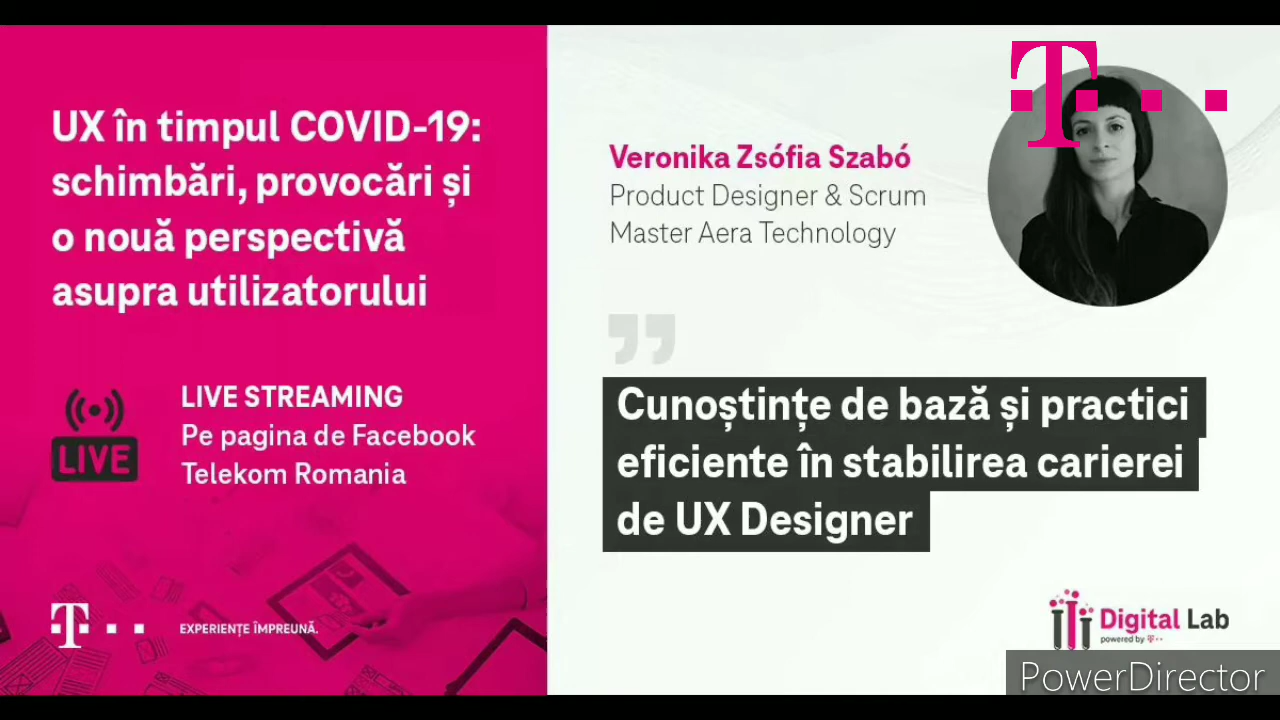 UX în timpul COVID-19:
schimbări, provocări și
o nouă perspectivă
asupra utilizatorului
LIVE
LIVE STREAMING
Pe pagina de Facebook
Telekom Romania
T
EXPERIENȚE ÎMPREUNĂ.
T
Veronika Zsófia Szabó
Product Designer & Scrum
Master Aera Technology
Cunoștințe de bază și practici
eficiente în stabilirea carierei
de UX Designer
Digital Lab
powered by T
PowerDirector